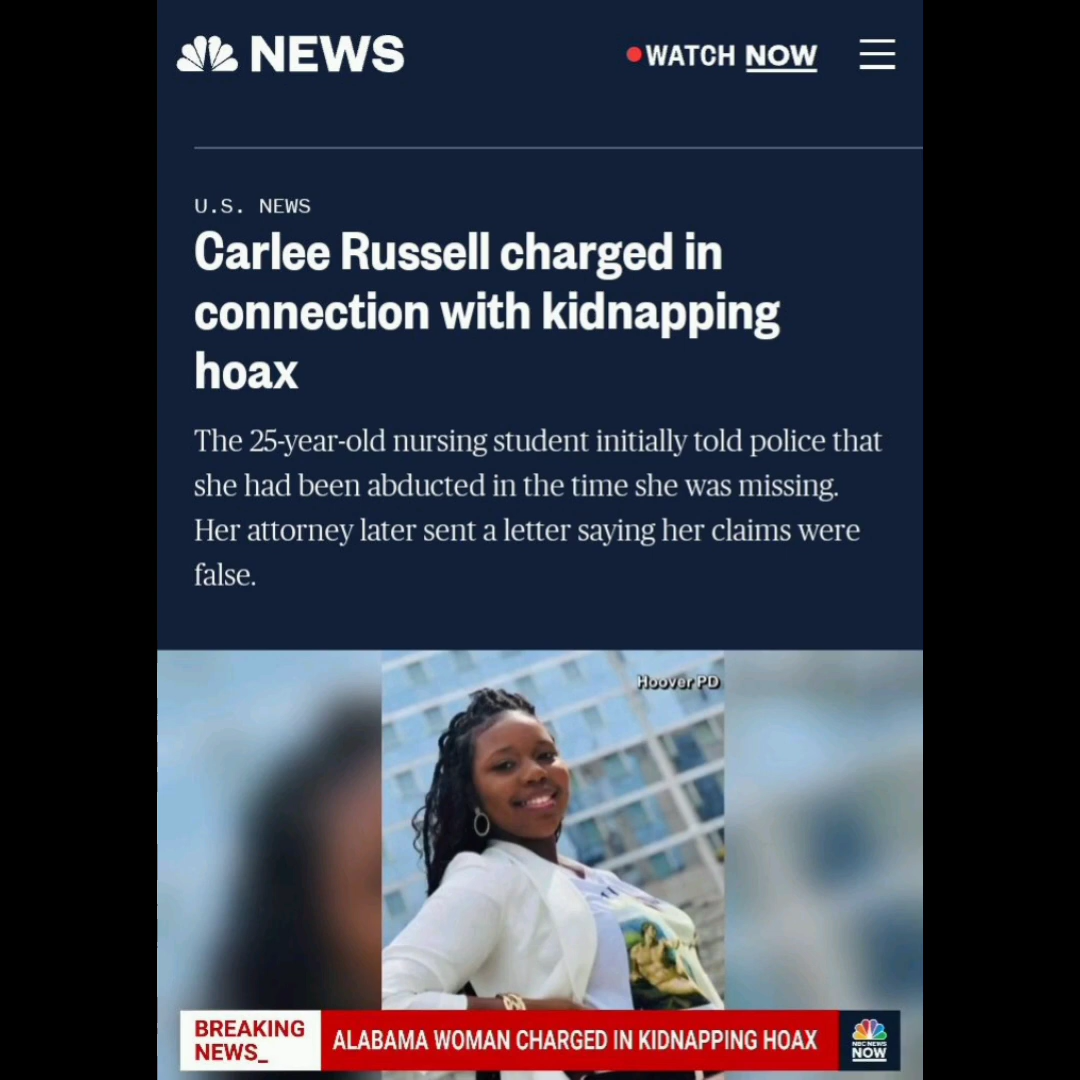 NEWS
WATCH NOW
U.S. NEWS
Carlee Russell charged in
connection with kidnapping
hoax
The 25-year-old nursing student initially told police that
she had been abducted in the time she was missing.
Her attorney later sent a letter saying her claims were
false.
Hoover PD
BREAKING
NEWS_
ALABAMA WOMAN CHARGED IN KIDNAPPING HOAX
NBC NEWS
NOW